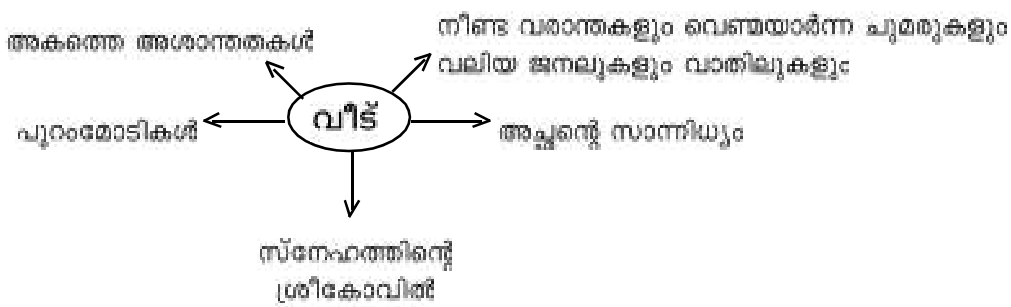 അകത്തെ അശാന്തതകൾ
നീണ്ട വരാന്തകളും വെണ്മയാർന്ന ചുമരുകളും
വലിയ ജനലുകളും വാതിലുകളും
വീട്
പുറംമോടികൾ
അച്ഛന്റെ സാന്നിധ്യം
സ്നേഹത്തിന്റെ
ശ്രീകോവിൽ